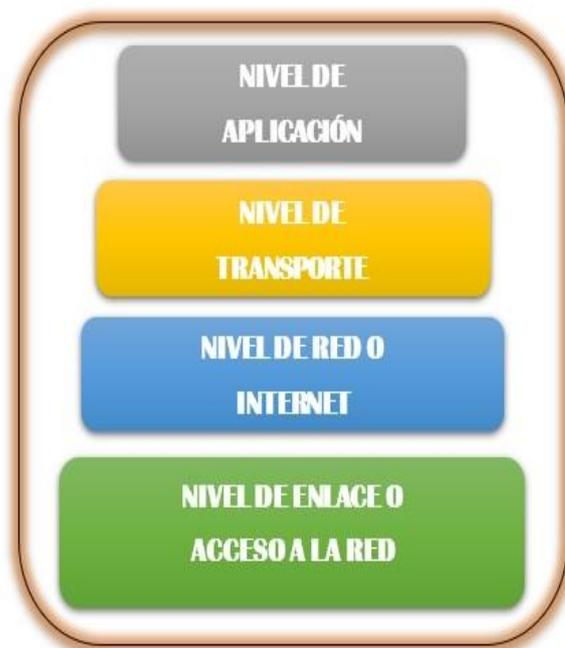 NIVEL DE
APLICACIÓN
NIVEL DE
TRANSPORTE
NIVEL DE RED O
INTERNET
NIVEL DE ENLACE O
ACCESO A LA RED